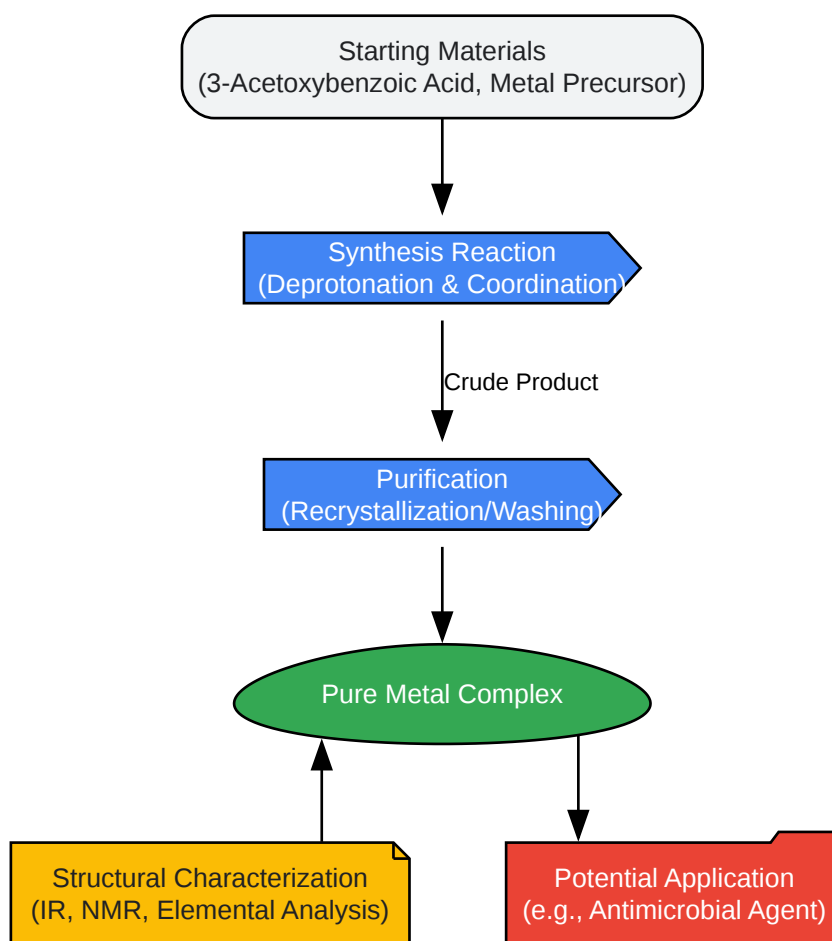 Starting Materials
(3-Acetoxybenzoic Acid, Metal Precursor)
Synthesis Reaction
(Deprotonation & Coordination)
Crude Product
Purification
(Recrystallization/Washing)
Pure Metal Complex
Structural Characterization
(IR, NMR, Elemental Analysis)
Potential Application
(e.g., Antimicrobial Agent)